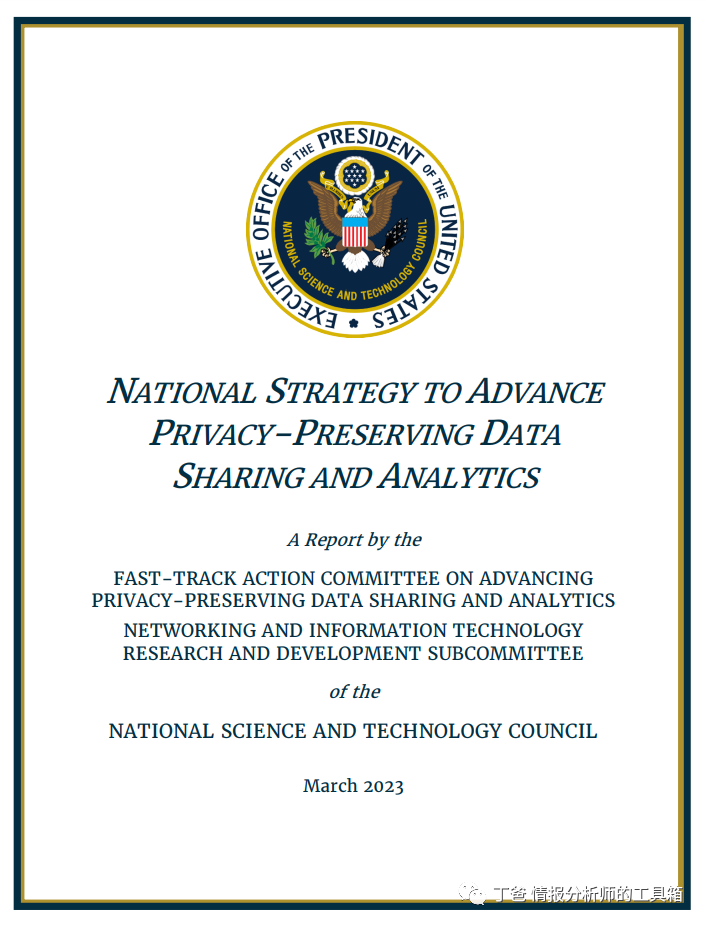 EXECUTIVE OFFICE OF THE PRESIDENT OF THE UNITED STATES
NATIONAL SCIENCE AND TECHNOLOGY COUNCIL
NATIONAL STRATEGY TO ADVANCE
PRIVACY-PRESERVING DATA
SHARING AND ANALYTICS
A Report by the
FAST-TRACK ACTION COMMITTEE ON ADVANCING
PRIVACY-PRESERVING DATA SHARING AND ANALYTICS
NETWORKING AND INFORMATION TECHNOLOGY
RESEARCH AND DEVELOPMENT SUBCOMMITTEE
of the
NATIONAL SCIENCE AND TECHNOLOGY COUNCIL
March 2023
丁爸 情报分析师的工具箱